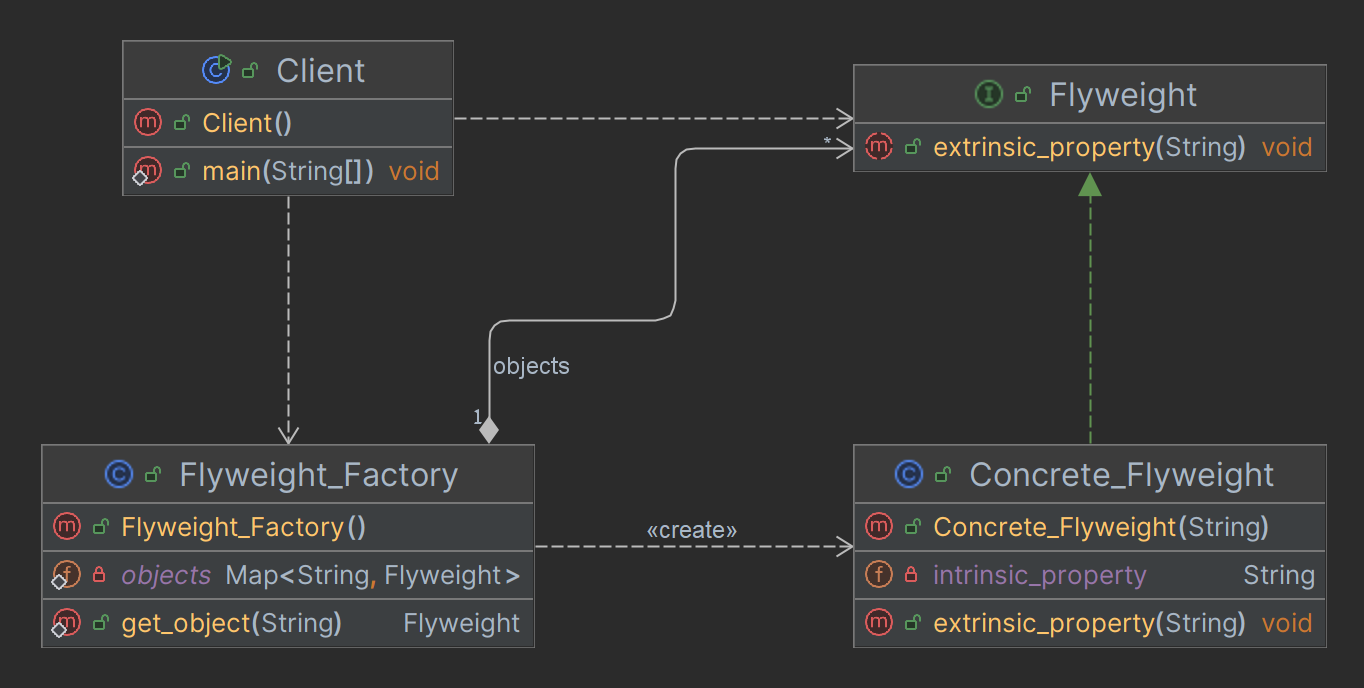 Client
Client()
main(String[]) void
Flyweight
extrinsic_property(String) void
*
objects
1
Flyweight_Factory
Flyweight_Factory()
objects Map<String, Flyweight>
get_object(String) Flyweight
«create»
Concrete_Flyweight
Concrete_Flyweight(String)
intrinsic_property String
extrinsic_property(String) void